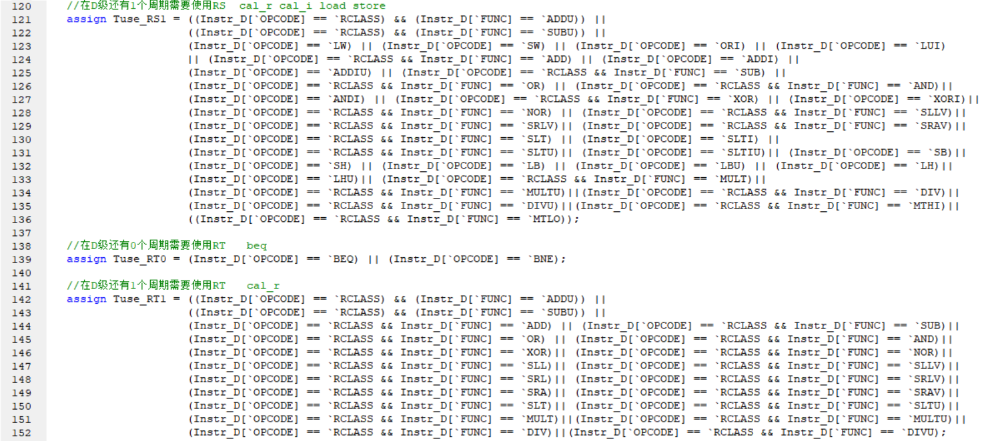 120 //在D级还有1个周期需要使用RS cal_r cal_i load store
121 assign Tuse_RS1 = ((Instr_D[`OPCODE] == `RCLASS) && (Instr_D[`FUNC] == `ADDU)) ||
122 ((Instr_D[`OPCODE] == `RCLASS) && (Instr_D[`FUNC] == `SUBU)) ||
123 (Instr_D[`OPCODE] == `LW) || (Instr_D[`OPCODE] == `SW) || (Instr_D[`OPCODE] == `ORI) || (Instr_D[`OPCODE] == `LUI)
124 || (Instr_D[`OPCODE] == `RCLASS && Instr_D[`FUNC] == `ADD) || (Instr_D[`OPCODE] == `ADDI) ||
125 (Instr_D[`OPCODE] == `ADDIU) || (Instr_D[`OPCODE] == `RCLASS && Instr_D[`FUNC] == `SUB) ||
126 (Instr_D[`OPCODE] == `RCLASS && Instr_D[`FUNC] == `OR) || (Instr_D[`OPCODE] == `RCLASS && Instr_D[`FUNC] == `AND)||
127 (Instr_D[`OPCODE] == `ANDI) || (Instr_D[`OPCODE] == `RCLASS && Instr_D[`FUNC] == `XOR) || (Instr_D[`OPCODE] == `XORI)||
128 (Instr_D[`OPCODE] == `RCLASS && Instr_D[`FUNC] == `NOR) || (Instr_D[`OPCODE] == `RCLASS && Instr_D[`FUNC] == `SLLV)||
129 (Instr_D[`OPCODE] == `RCLASS && Instr_D[`FUNC] == `SRLV)|| (Instr_D[`OPCODE] == `RCLASS && Instr_D[`FUNC] == `SRAV)||
130 (Instr_D[`OPCODE] == `RCLASS && Instr_D[`FUNC] == `SLT) || (Instr_D[`OPCODE] == `SLTI) ||
131 (Instr_D[`OPCODE] == `RCLASS && Instr_D[`FUNC] == `SLTU)|| (Instr_D[`OPCODE] == `SLTIU)|| (Instr_D[`OPCODE] == `SB)||
132 (Instr_D[`OPCODE] == `SH) || (Instr_D[`OPCODE] == `LB) || (Instr_D[`OPCODE] == `LBU) || (Instr_D[`OPCODE] == `LH)||
133 (Instr_D[`OPCODE] == `LHU)|| (Instr_D[`OPCODE] == `RCLASS && Instr_D[`FUNC] == `MULT)||
134 (Instr_D[`OPCODE] == `RCLASS && Instr_D[`FUNC] == `MULTU)||(Instr_D[`OPCODE] == `RCLASS && Instr_D[`FUNC] == `DIV)||
135 (Instr_D[`OPCODE] == `RCLASS && Instr_D[`FUNC] == `DIVU)||(Instr_D[`OPCODE] == `RCLASS && Instr_D[`FUNC] == `MTHI)||
136 ((Instr_D[`OPCODE] == `RCLASS && Instr_D[`FUNC] == `MTLO));
137
138 //在D级还有0个周期需要使用RT beq
139 assign Tuse_RT0 = (Instr_D[`OPCODE] == `BEQ) || (Instr_D[`OPCODE] == `BNE);
140
141 //在D级还有1个周期需要使用RT cal_r
142 assign Tuse_RT1 = ((Instr_D[`OPCODE] == `RCLASS) && (Instr_D[`FUNC] == `ADDU)) ||
143 ((Instr_D[`OPCODE] == `RCLASS) && (Instr_D[`FUNC] == `SUBU)) ||
144 (Instr_D[`OPCODE] == `RCLASS && Instr_D[`FUNC] == `ADD) || (Instr_D[`OPCODE] == `RCLASS && Instr_D[`FUNC] == `SUB)||
145 (Instr_D[`OPCODE] == `RCLASS && Instr_D[`FUNC] == `OR) || (Instr_D[`OPCODE] == `RCLASS && Instr_D[`FUNC] == `AND)||
146 (Instr_D[`OPCODE] == `RCLASS && Instr_D[`FUNC] == `XOR)|| (Instr_D[`OPCODE] == `RCLASS && Instr_D[`FUNC] == `NOR)||
147 (Instr_D[`OPCODE] == `RCLASS && Instr_D[`FUNC] == `SLL)|| (Instr_D[`OPCODE] == `RCLASS && Instr_D[`FUNC] == `SLLV)||
148 (Instr_D[`OPCODE] == `RCLASS && Instr_D[`FUNC] == `SRL)|| (Instr_D[`OPCODE] == `RCLASS && Instr_D[`FUNC] == `SRLV)||
149 (Instr_D[`OPCODE] == `RCLASS && Instr_D[`FUNC] == `SRA)|| (Instr_D[`OPCODE] == `RCLASS && Instr_D[`FUNC] == `SRAV)||
150 (Instr_D[`OPCODE] == `RCLASS && Instr_D[`FUNC] == `SLT)|| (Instr_D[`OPCODE] == `RCLASS && Instr_D[`FUNC] == `SLTU)||
151 (Instr_D[`OPCODE] == `RCLASS && Instr_D[`FUNC] == `MULT)||(Instr_D[`OPCODE] == `RCLASS && Instr_D[`FUNC] == `MULTU)||
152 (Instr_D[`OPCODE] == `RCLASS && Instr_D[`FUNC] == `DIV)||(Instr_D[`OPCODE] == `RCLASS && Instr_D[`FUNC] == `DIVU);